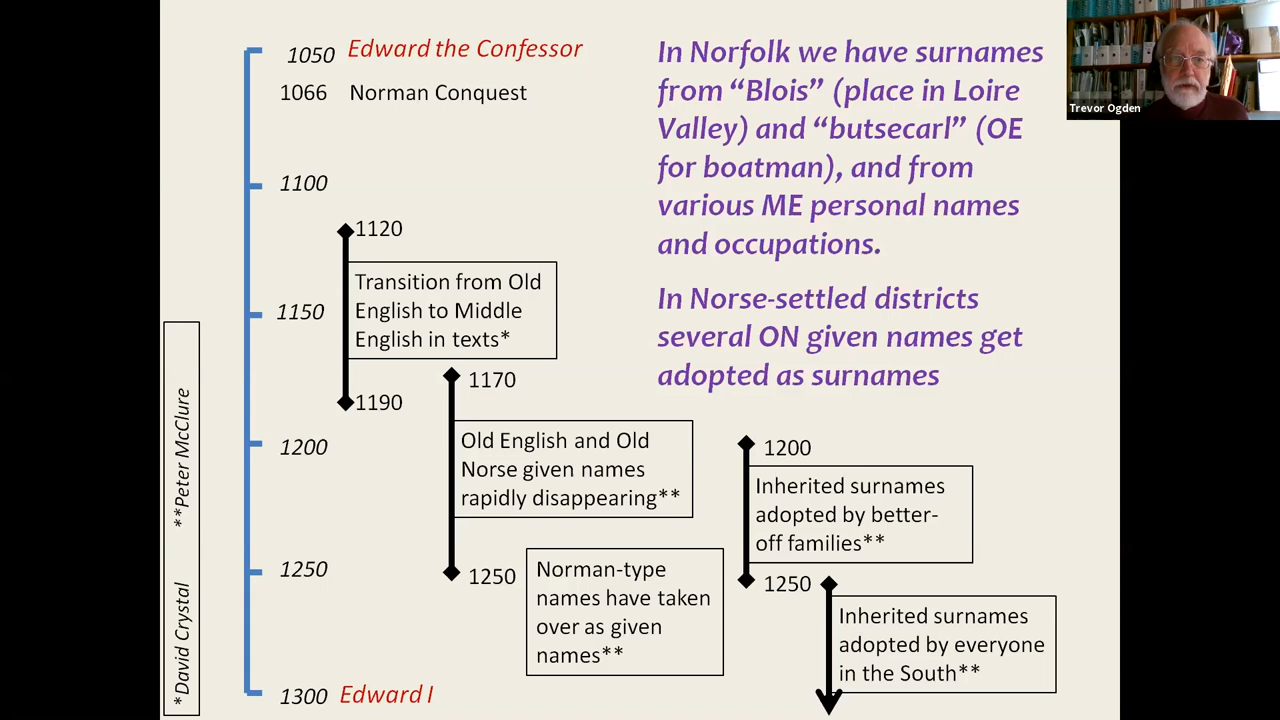 1050 Edward the Confessor
1066 Norman Conquest
1100
1120
Transition from Old
English to Middle
English in texts*
1150
1190
1170
Old English and Old
Norse given names
rapidly disappearing**
1200
1250
1250
Norman-type
names have taken
over as given
names**
1200
Inherited surnames
adopted by better-
off families**
1250
Inherited surnames
adopted by everyone
in the South**
1300 Edward I
*David Crystal **Peter McClure
In Norfolk we have surnames
from “Blois” (place in Loire
Valley) and “butsecarl” (OE
for boatman), and from
various ME personal names
and occupations.
In Norse-settled districts
several ON given names get
adopted as surnames
Trevor Ogden